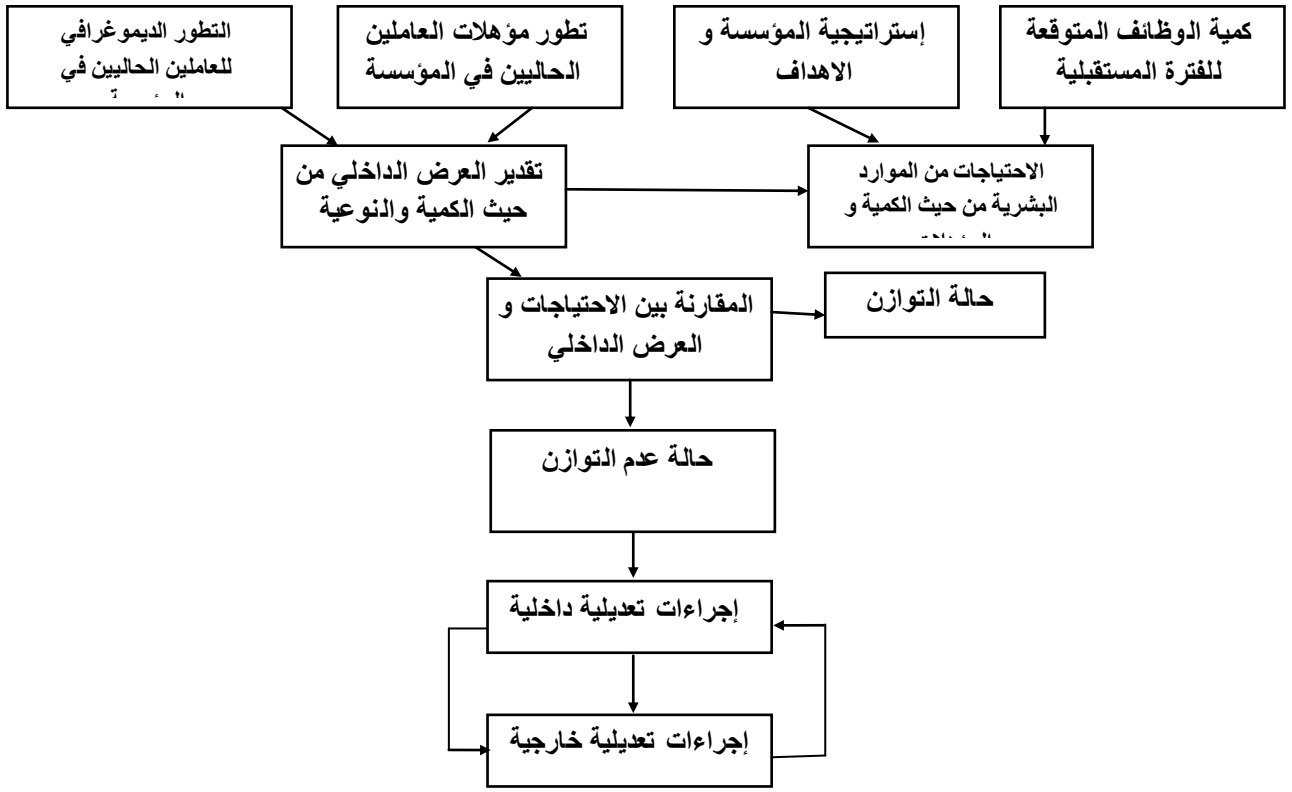 كمية الوظائف المتوقعة
للفترة المستقبلية
إستراتيجية المؤسسة و
الاهداف
تطور مؤهلات العاملين
الحاليين في المؤسسة
التطور الديموغرافي
للعاملين الحاليين في
الاحتياجات من الموارد
البشرية من حيث الكمية و
تقدير العرض الداخلي من
حيث الكمية والنوعية
المقارنة بين الاحتياجات و
العرض الداخلي
حالة التوازن
حالة عدم التوازن
إجراءات تعديلية داخلية
إجراءات تعديلية خارجية